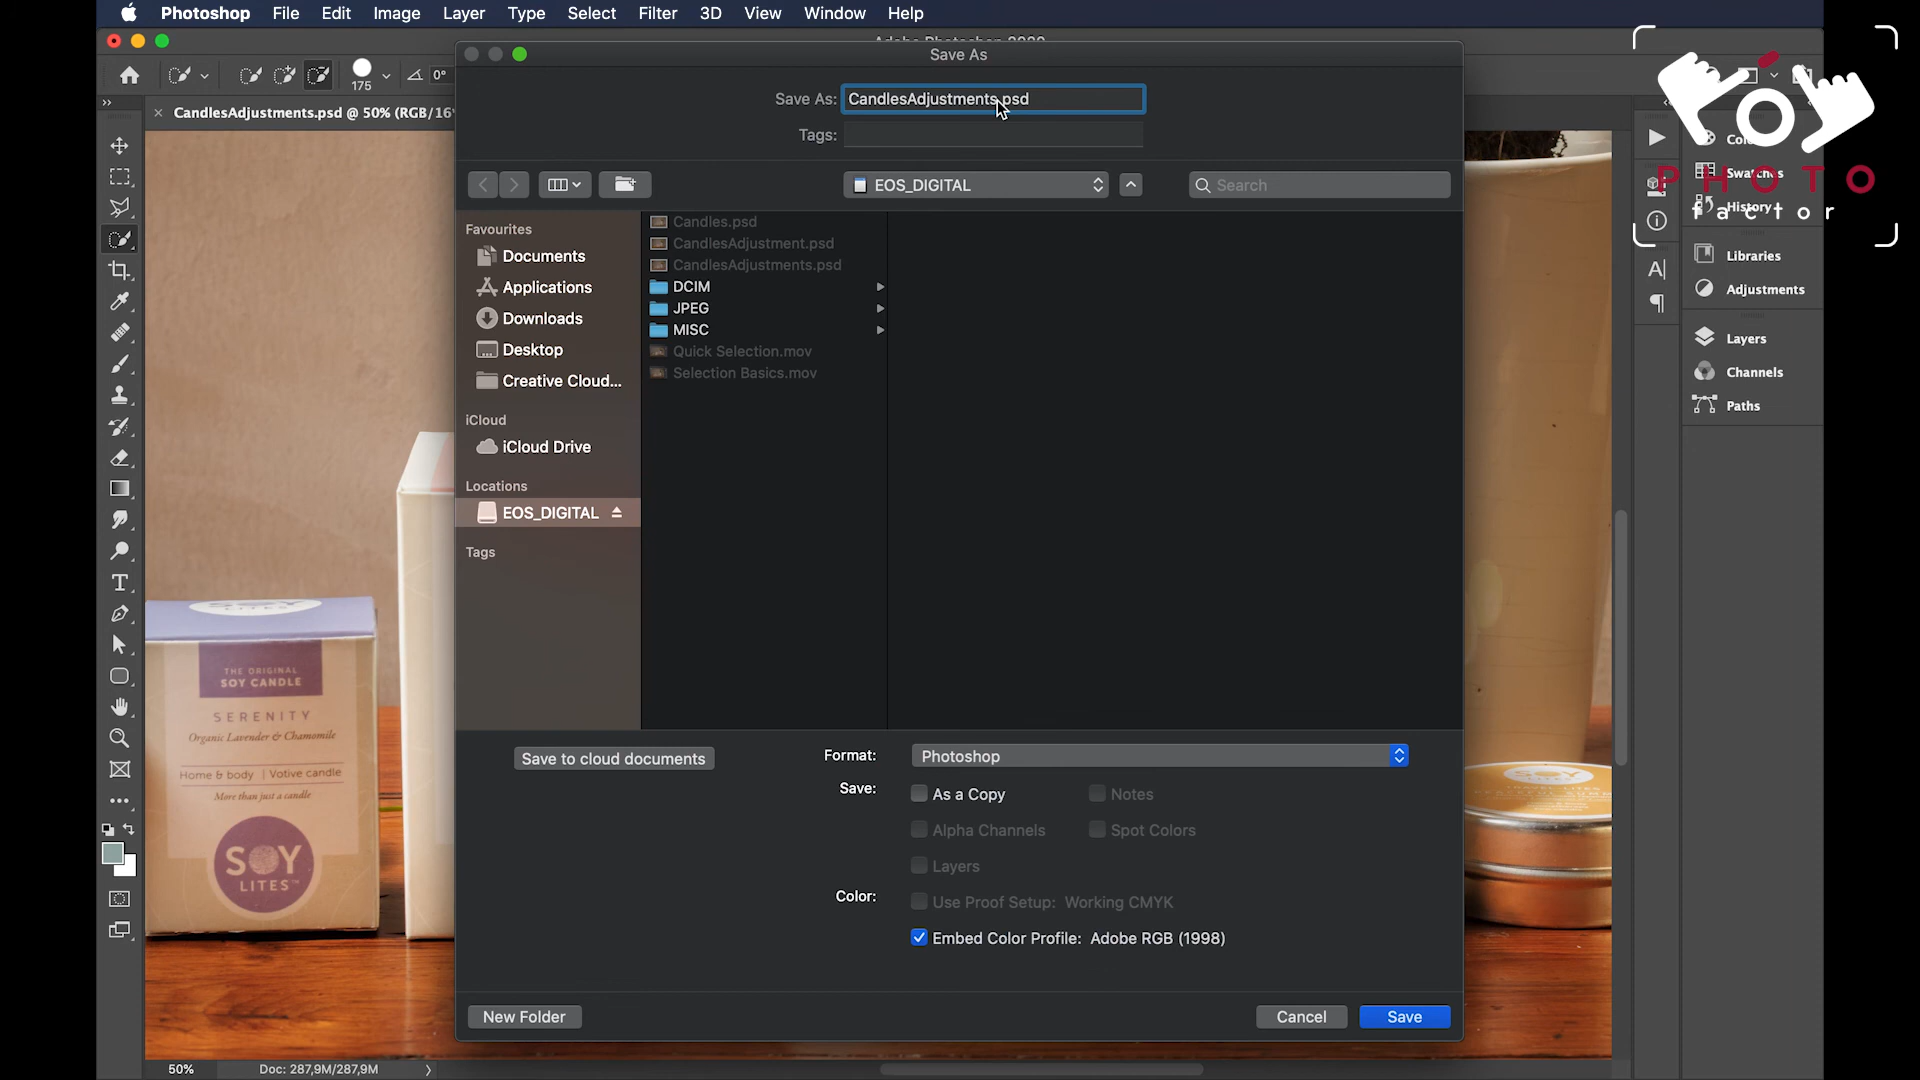 Photoshop File Edit Image Layer Type Select Filter 3D View Window Help
Save As
175
0°
CandlesAdjustments.psd @ 50% (RGB/16
Save As: CandlesAdjustments.psd
Tags:
EOS_DIGITAL
Search
Favourites
Documents
Applications
Downloads
Desktop
Creative Cloud...
iCloud
iCloud Drive
Locations
EOS_DIGITAL
Tags
Candles.psd
CandlesAdjustment.psd
CandlesAdjustments.psd
DCIM
JPEG
MISC
Quick Selection.mov
Selection Basics.mov
Save to cloud documents
Format: Photoshop
Save: As a Copy Notes
Alpha Channels Spot Colors
Layers
Color: Use Proof Setup: Working CMYK
Embed Color Profile: Adobe RGB (1998)
New Folder
Cancel
Save
Swatches
History
Libraries
Adjustments
Layers
Channels
Paths
PHOTO
factor
THE ORIGINAL
SOY CANDLE
SERENITY
Organic Lavender & Chamomile
Home & body | Votive candle
More than just a candle
SOY
LITES™
50%
Doc: 287,9M/287,9M